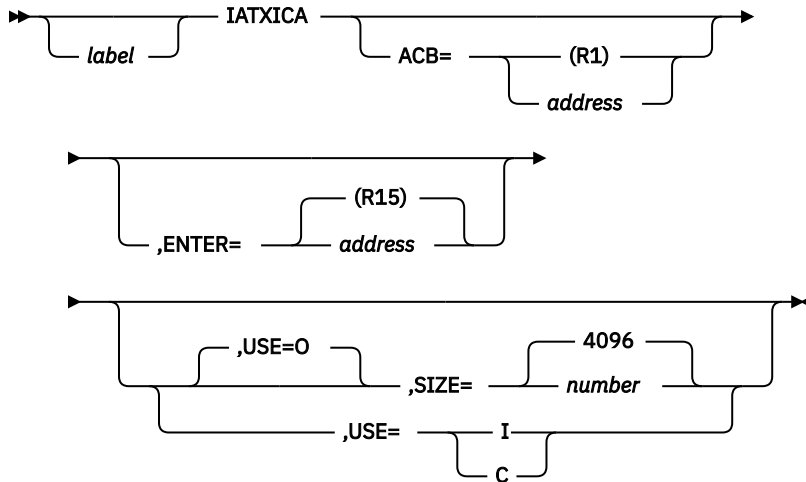 IATXICA
label
ACB= (R1)
address
(R15)
,ENTER= address
,USE=O 4096
,SIZE= number
,USE= I
C